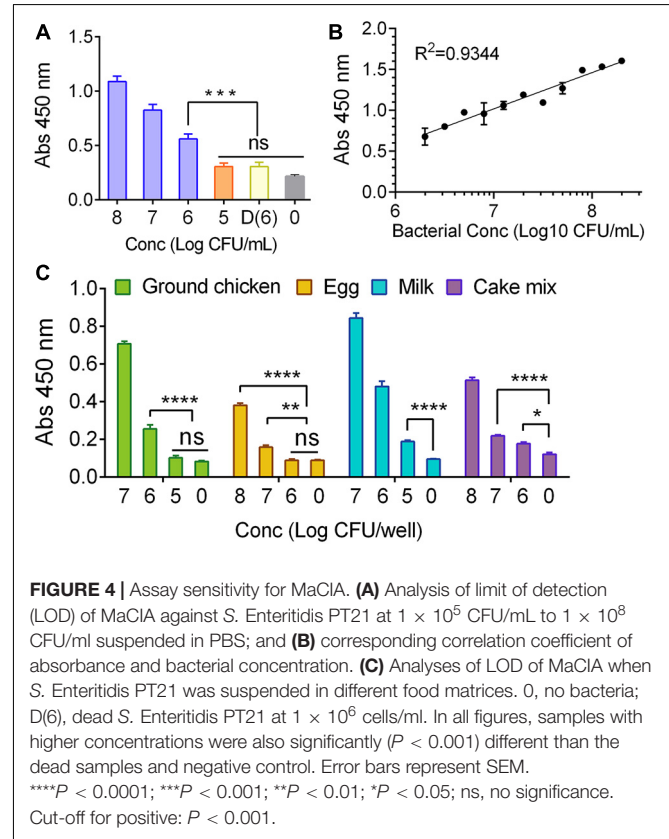 A
Abs 450 nm
1.5
1.0
0.5
0.0
***
ns
8 7 6 5 D(6) 0
Conc (Log CFU/mL)
B
Abs 450 nm
2.0
1.5
1.0
0.5
0.0
R²=0.9344
6 7 8
Bacterial Conc (Log10 CFU/mL)
C
Ground chicken Egg Milk Cake mix
Abs 450 nm
1.0
0.8
0.6
0.4
0.2
0.0
**** **** **** ****
ns ** ns *
7 6 5 0 8 7 6 0 7 6 5 0 8 7 6 0
Conc (Log CFU/well)
FIGURE 4 | Assay sensitivity for MaCIA. (A) Analysis of limit of detection
(LOD) of MaCIA against S. Enteritidis PT21 at 1 × 10⁵ CFU/mL to 1 × 10⁸
CFU/ml suspended in PBS; and (B) corresponding correlation coefficient of
absorbance and bacterial concentration. (C) Analyses of LOD of MaCIA when
S. Enteritidis PT21 was suspended in different food matrices. 0, no bacteria;
D(6), dead S. Enteritidis PT21 at 1 × 10⁶ cells/ml. In all figures, samples with
higher concentrations were also significantly (P < 0.001) different than the
dead samples and negative control. Error bars represent SEM.
****P < 0.0001; ***P < 0.001; **P < 0.01; *P < 0.05; ns, no significance.
Cut-off for positive: P < 0.001.